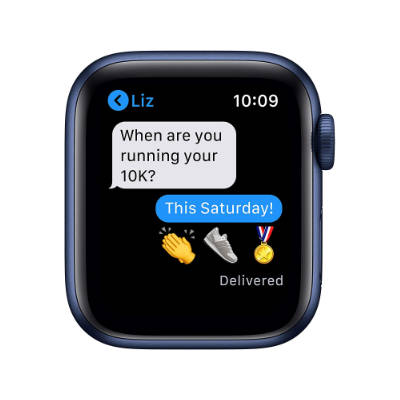 Liz
10:09
When are you
running your
10K?
This Saturday!
👏 👟 🏅
Delivered